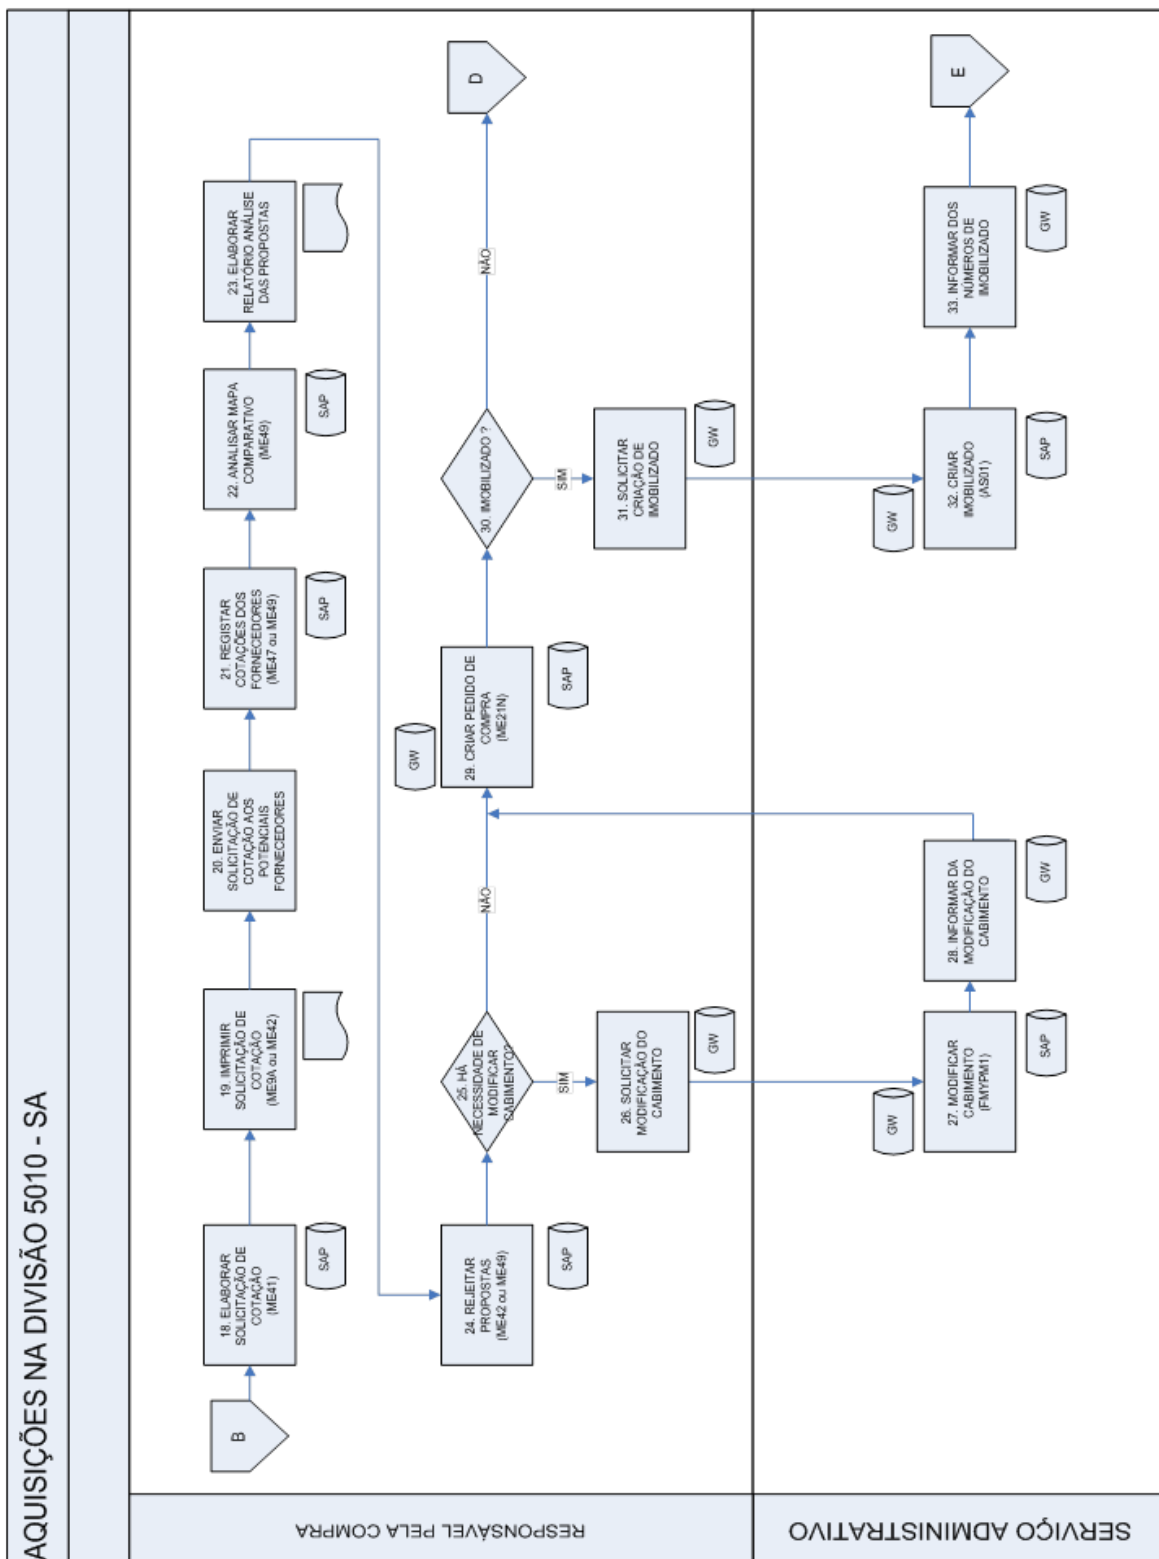 AQUISIÇÕES NA DIVISÃO 5010 - SA
RESPONSÁVEL PELA COMPRA
B
18. ELABORAR
SOLICITAÇÃO DE
COTAÇÃO
(ME41)
SAP
19. IMPRIMIR
SOLICITAÇÃO DE
COTAÇÃO
(ME9A ou ME42)
20. ENVIAR
SOLICITAÇÃO DE
COTAÇÃO AOS
POTENCIAIS
FORNECEDORES
21. REGISTAR
COTAÇÕES DOS
FORNECEDORES
(ME47 ou ME49)
SAP
22. ANALISAR MAPA
COMPARATIVO
(ME49)
SAP
23. ELABORAR
RELATÓRIO ANÁLISE
DAS PROPOSTAS
24. REJEITAR
PROPOSTAS
(ME42 ou ME49)
SAP
25. HÁ
NECESSIDADE DE
MODIFICAR
CABIMENTO?
NÃO
SIM
26. SOLICITAR
MODIFICAÇÃO DO
CABIMENTO
GW
GW
29. CRIAR PEDIDO DE
COMPRA
(ME21N)
SAP
30. IMOBILIZADO ?
NÃO
SIM
D
31. SOLICITAR
CRIAÇÃO DE
IMOBILIZADO
GW
SERVIÇO ADMINISTRATIVO
GW
27. MODIFICAR
CABIMENTO
(FMYPM1)
SAP
28. INFORMAR DA
MODIFICAÇÃO DO
CABIMENTO
GW
GW
32. CRIAR
IMOBILIZADO
(AS01)
SAP
33. INFORMAR DOS
NÚMEROS DE
IMOBILIZADO
GW
E